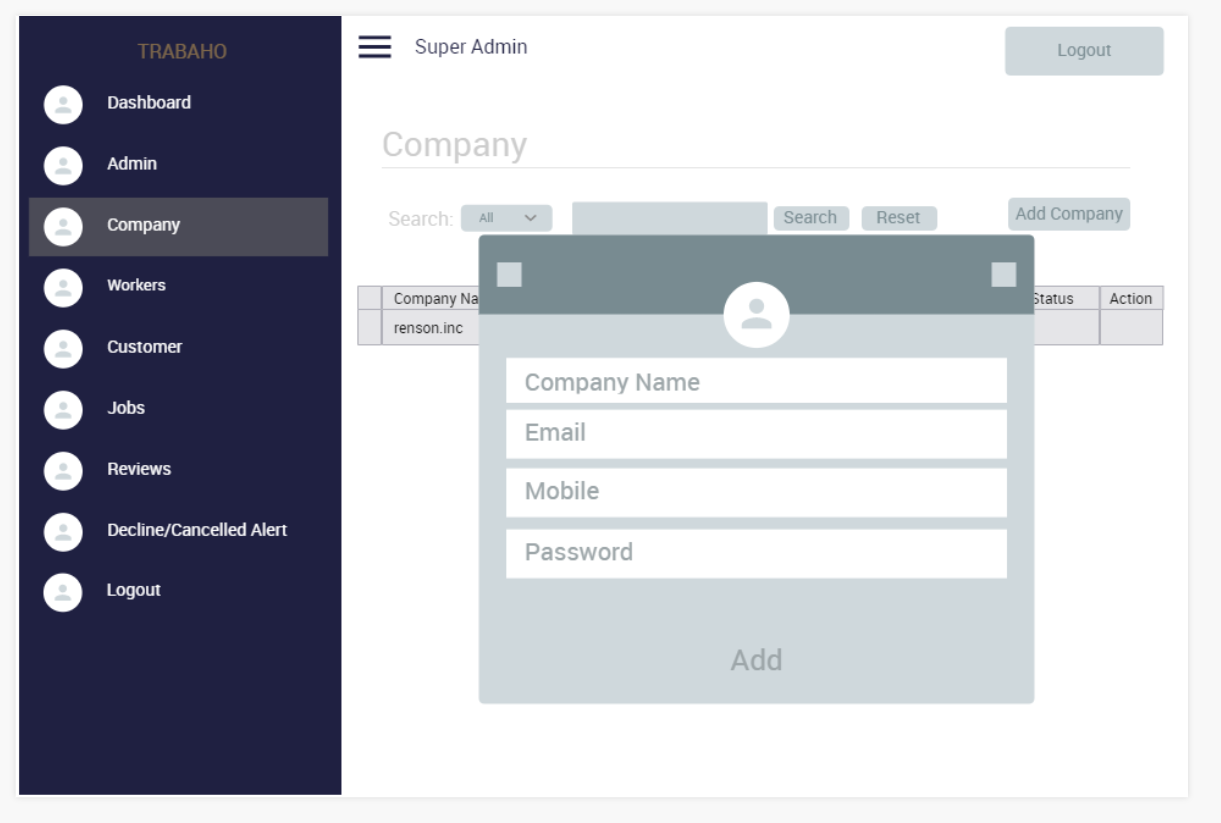 TRABAHO
Dashboard
Admin
Company
Workers
Customer
Jobs
Reviews
Decline/Cancelled Alert
Logout
Super Admin
Logout
Company
Search: All Search Reset Add Company
Company Na Status Action
renson.inc
Company Name
Email
Mobile
Password
Add